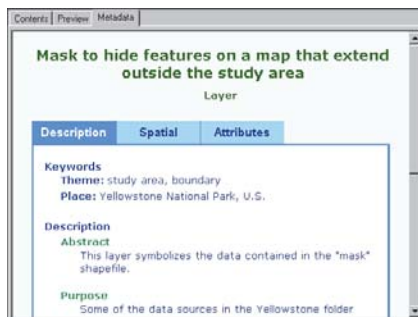 Contents Preview Metadata
Mask to hide features on a map that extend
outside the study area
Layer
Description Spatial Attributes
Keywords
Theme: study area, boundary
Place: Yellowstone National Park, U.S.
Description
Abstract
This layer symbolizes the data contained in the "mask"
shapefile.
Purpose
Some of the data sources in the Yellowstone folder